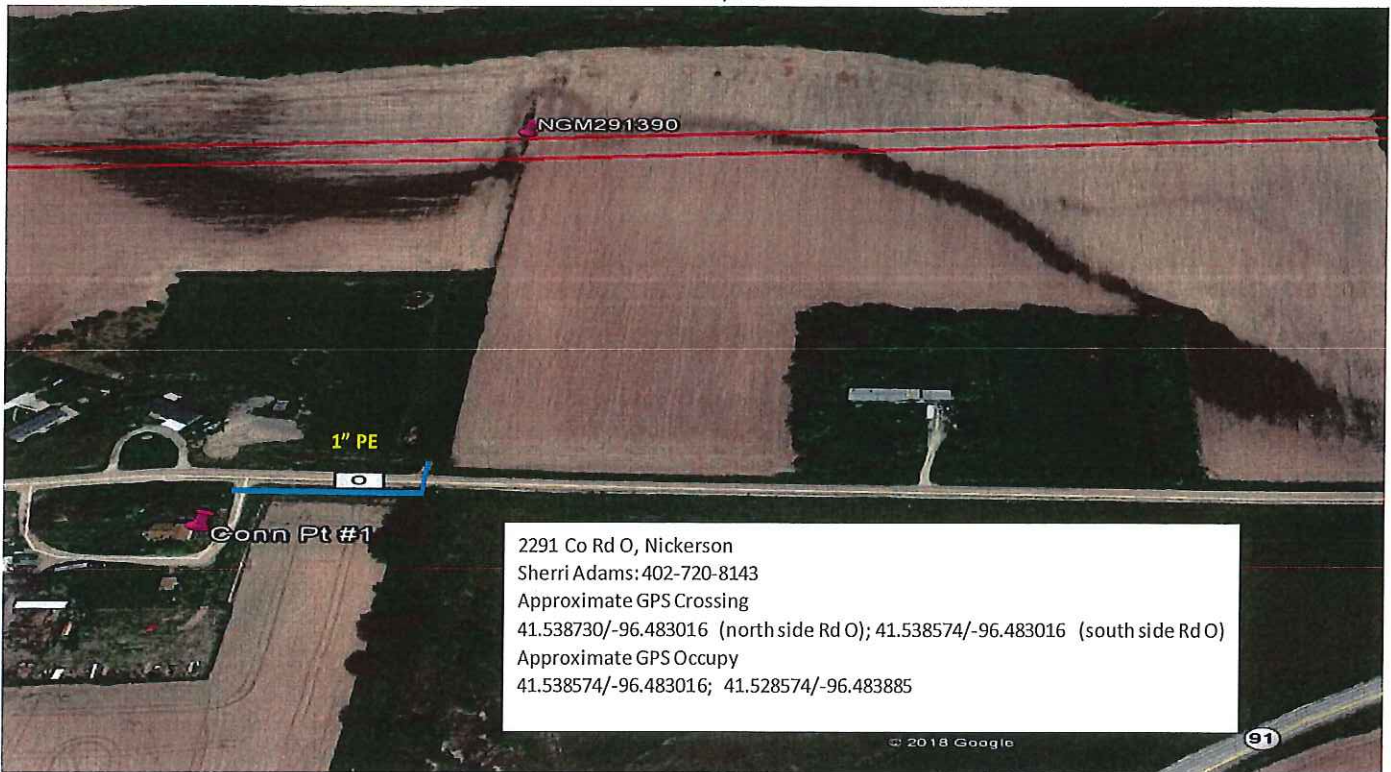 NGM291390
1” PE
O
Conn Pt #1
2291 Co Rd O, Nickerson
Sherri Adams: 402-720-8143
Approximate GPS Crossing
41.538730/-96.483016 (north side Rd O); 41.538574/-96.483016 (south side Rd O)
Approximate GPS Occupy
41.538574/-96.483016; 41.528574/-96.483885
© 2018 Google
91